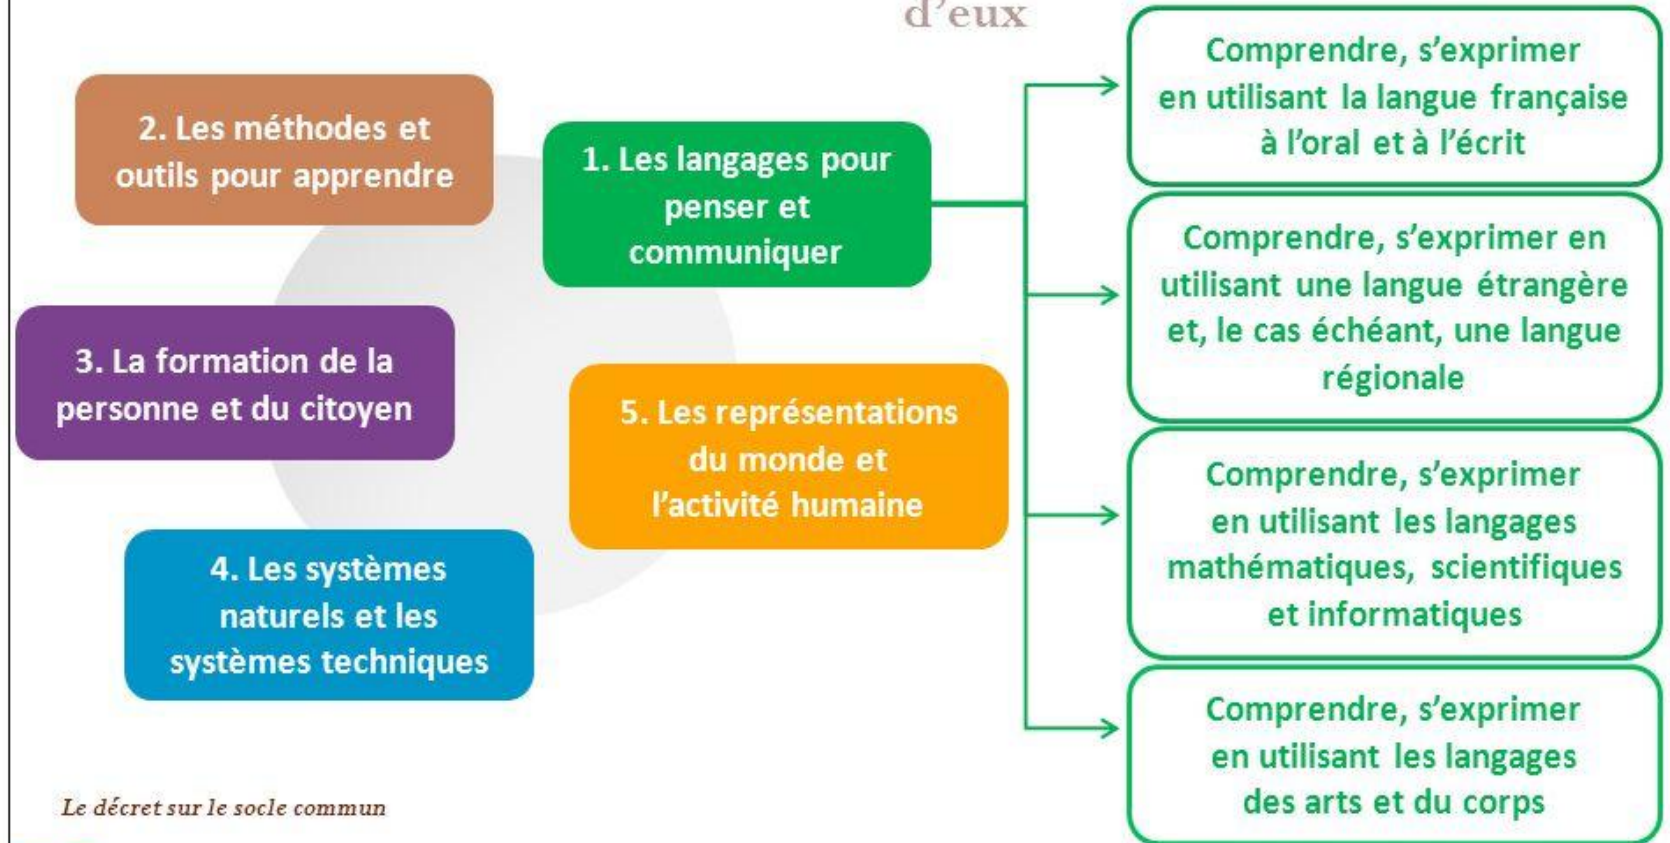 d'eux
2. Les méthodes et
outils pour apprendre
1. Les langages pour
penser et
communiquer
3. La formation de la
personne et du citoyen
5. Les représentations
du monde et
l'activité humaine
4. Les systèmes
naturels et les
systèmes techniques
Comprendre, s'exprimer
en utilisant la langue française
à l'oral et à l'écrit
Comprendre, s'exprimer en
utilisant une langue étrangère
et, le cas échéant, une langue
régionale
Comprendre, s'exprimer
en utilisant les langages
mathématiques, scientifiques
et informatiques
Comprendre, s'exprimer
en utilisant les langages
des arts et du corps
Le décret sur le socle commun